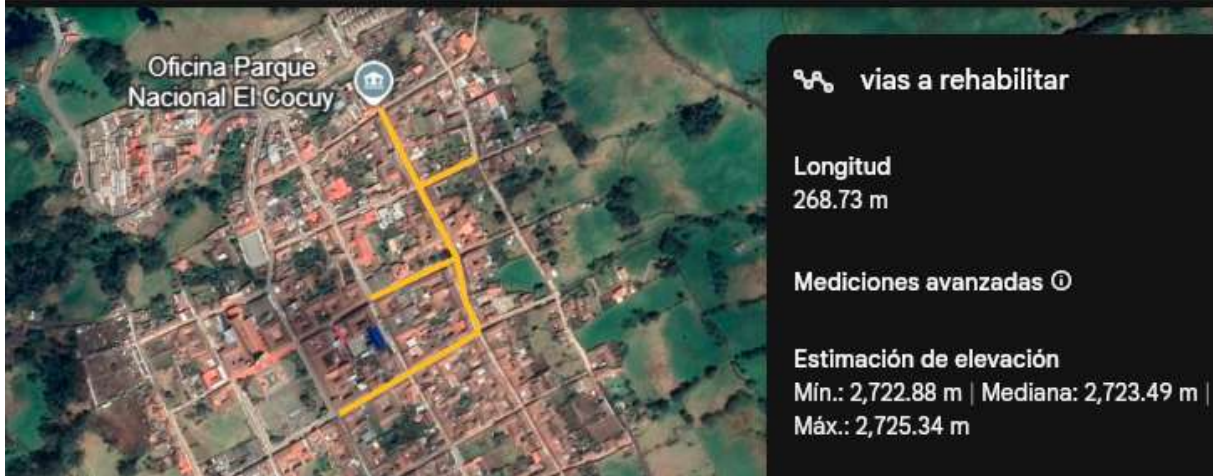 Oficina Parque
Nacional El Cocuy
vias a rehabilitar
Longitud
268.73 m
Mediciones avanzadas
Estimación de elevación
Mín.: 2,722.88 m | Mediana: 2,723.49 m |
Máx.: 2,725.34 m